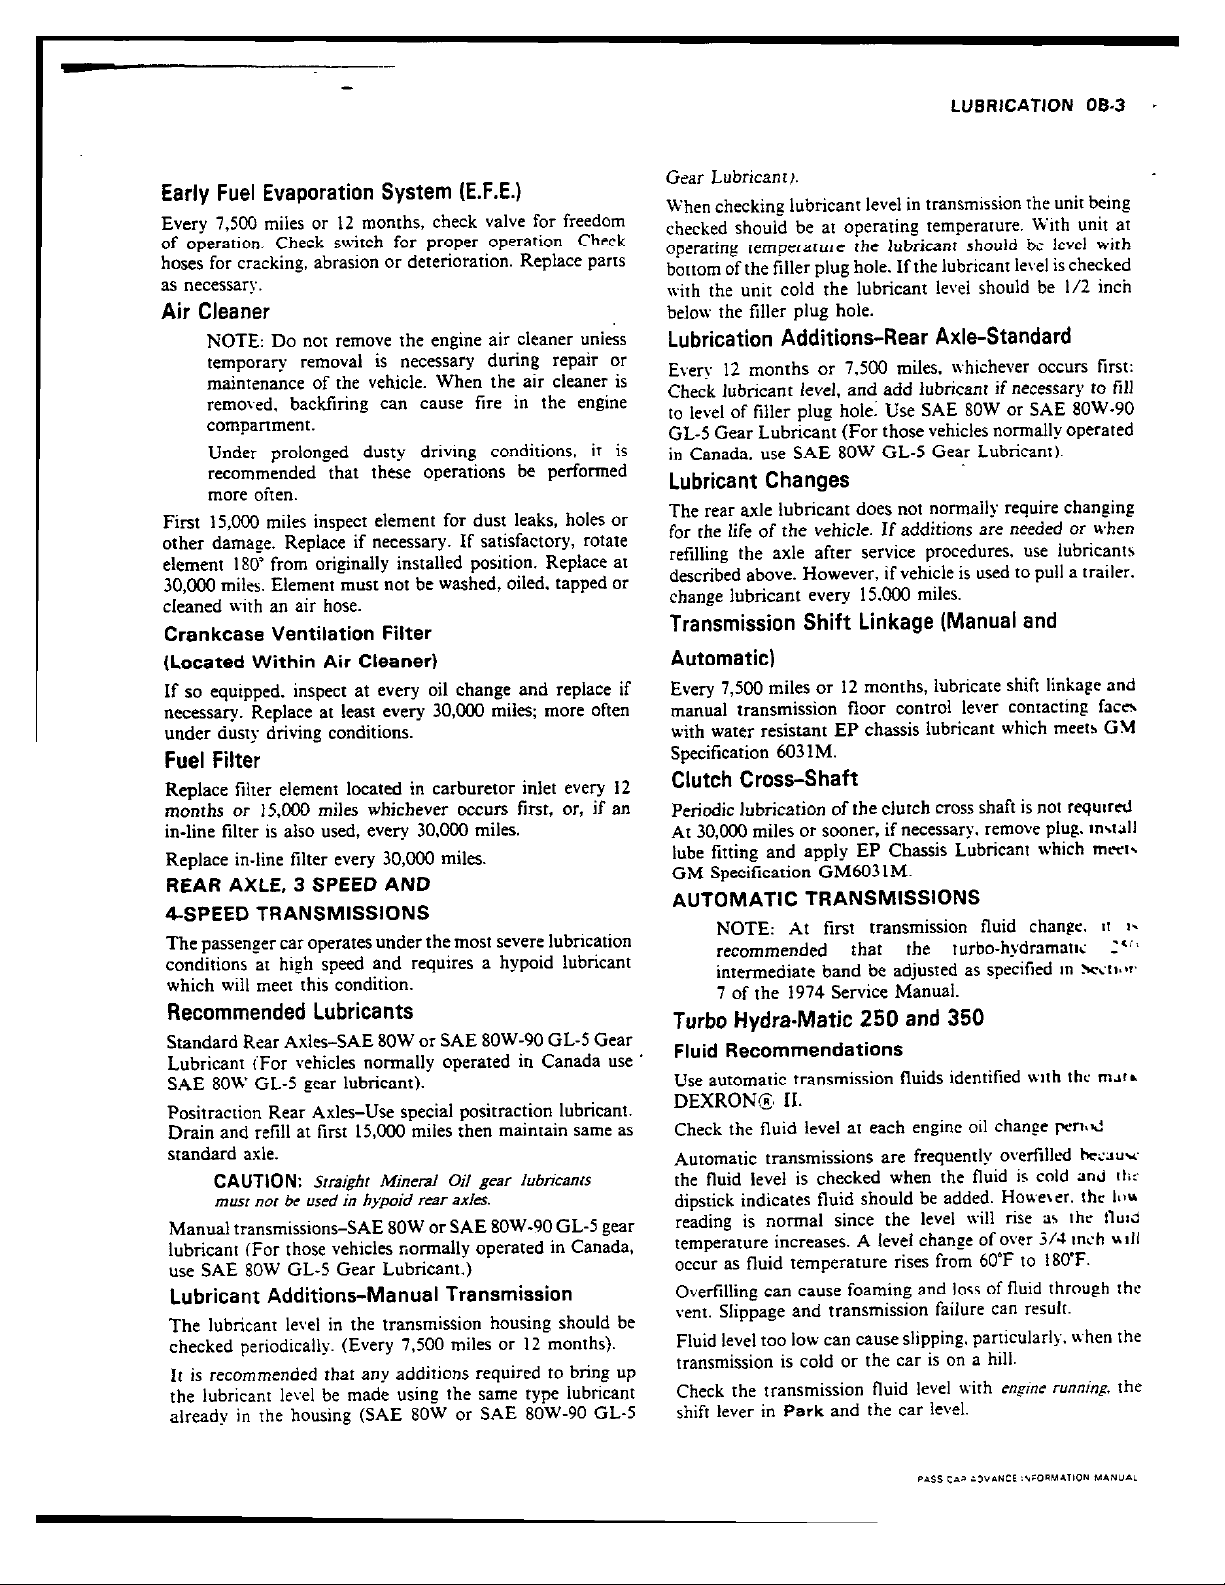 LUBRICATION 0B-3
Early Fuel Evaporation System (E.F.E.)
Every 7,500 miles or 12 months, check valve for freedom
of operation. Check switch for proper operation Check
hoses for cracking, abrasion or deterioration. Replace parts
as necessary.
Air Cleaner
NOTE: Do not remove the engine air cleaner unless
temporary removal is necessary during repair or
maintenance of the vehicle. When the air cleaner is
removed, backfiring can cause fire in the engine
compartment.
Under prolonged dusty driving conditions, it is
recommended that these operations be performed
more often.
First 15,000 miles inspect element for dust leaks, holes or
other damage. Replace if necessary. If satisfactory, rotate
element 180° from originally installed position. Replace at
30,000 miles. Element must not be washed, oiled, tapped or
cleaned with an air hose.
Crankcase Ventilation Filter
(Located Within Air Cleaner)
If so equipped, inspect at every oil change and replace if
necessary. Replace at least every 30,000 miles; more often
under dusty driving conditions.
Fuel Filter
Replace filter element located in carburetor inlet every 12
months or 15,000 miles whichever occurs first, or, if an
in-line filter is also used, every 30,000 miles.
Replace in-line filter every 30,000 miles.
REAR AXLE, 3 SPEED AND
4-SPEED TRANSMISSIONS
The passenger car operates under the most severe lubrication
conditions at high speed and requires a hypoid lubricant
which will meet this condition.
Recommended Lubricants
Standard Rear Axles–SAE 80W or SAE 80W-90 GL-5 Gear
Lubricant (For vehicles normally operated in Canada use
SAE 80W GL-5 gear lubricant).
Positraction Rear Axles–Use special positraction lubricant.
Drain and refill at first 15,000 miles then maintain same as
standard axle.
CAUTION: Straight Mineral Oil gear lubricants
must not be used in hypoid rear axles.
Manual transmissions–SAE 80W or SAE 80W-90 GL-5 gear
lubricant (For those vehicles normally operated in Canada,
use SAE 80W GL-5 Gear Lubricant.)
Lubricant Additions–Manual Transmission
The lubricant level in the transmission housing should be
checked periodically. (Every 7,500 miles or 12 months).
It is recommended that any additions required to bring up
the lubricant level be made using the same type lubricant
already in the housing (SAE 80W or SAE 80W-90 GL-5
Gear Lubricant).
When checking lubricant level in transmission the unit being
checked should be at operating temperature. With unit at
operating temperature the lubricant should be level with
bottom of the filler plug hole. If the lubricant level is checked
with the unit cold the lubricant level should be 1/2 inch
below the filler plug hole.
Lubrication Additions–Rear Axle–Standard
Every 12 months or 7,500 miles, whichever occurs first:
Check lubricant level, and add lubricant if necessary to fill
to level of filler plug hole. Use SAE 80W or SAE 80W-90
GL-5 Gear Lubricant (For those vehicles normally operated
in Canada, use SAE 80W GL-5 Gear Lubricant).
Lubricant Changes
The rear axle lubricant does not normally require changing
for the life of the vehicle. If additions are needed or when
refilling the axle after service procedures, use lubricants
described above. However, if vehicle is used to pull a trailer,
change lubricant every 15,000 miles.
Transmission Shift Linkage (Manual and
Automatic)
Every 7,500 miles or 12 months, lubricate shift linkage and
manual transmission floor control lever contacting faces
with water resistant EP chassis lubricant which meets GM
Specification 6031M.
Clutch Cross–Shaft
Periodic lubrication of the clutch cross shaft is not required
At 30,000 miles or sooner, if necessary, remove plug, install
lube fitting and apply EP Chassis Lubricant which meets
GM Specification GM6031M.
AUTOMATIC TRANSMISSIONS
NOTE: At first transmission fluid change, it is
recommended that the turbo-hydramatic 250
intermediate band be adjusted as specified in Section
7 of the 1974 Service Manual.
Turbo Hydra-Matic 250 and 350
Fluid Recommendations
Use automatic transmission fluids identified with the mark
DEXRON® II.
Check the fluid level at each engine oil change period
Automatic transmissions are frequently overfilled because
the fluid level is checked when the fluid is cold and the
dipstick indicates fluid should be added. However, the low
reading is normal since the level will rise as the fluid
temperature increases. A level change of over 3/4 inch will
occur as fluid temperature rises from 60°F to 180°F.
Overfilling can cause foaming and loss of fluid through the
vent. Slippage and transmission failure can result.
Fluid level too low can cause slipping, particularly, when the
transmission is cold or the car is on a hill.
Check the transmission fluid level with engine running, the
shift lever in Park and the car level.
PASS CAR ADVANCE INFORMATION MANUAL